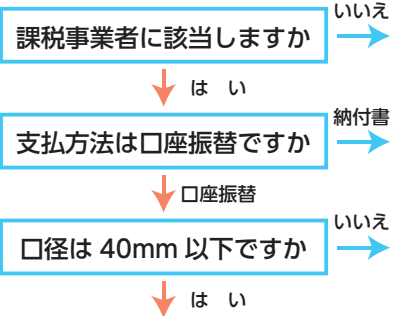 いいえ
課税事業者に該当しますか
は い
納付書
支払方法は口座振替ですか
口座振替
いいえ
口径は 40mm 以下ですか
は い